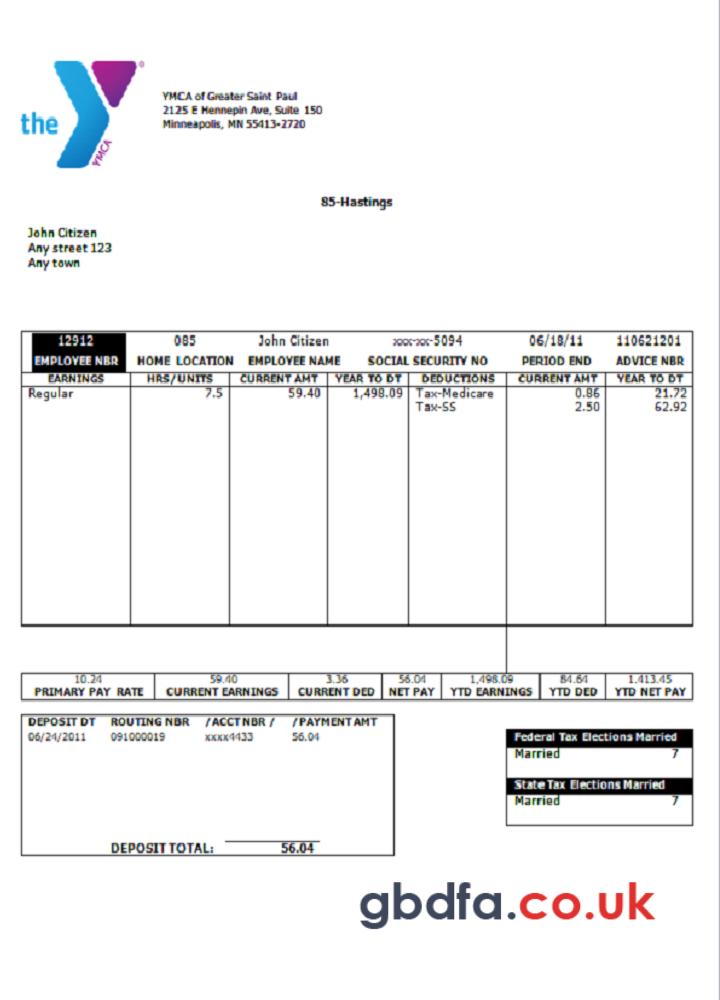 the
YMCA
YMCA of Greater Saint Paul
2125 E Hennepin Ave, Suite 150
Minneapolis, MN 55413-2720
85-Hastings
John Citizen
Any street 123
Any town
12912 085 John Citizen xxx-xx-5094 06/18/11 110621201
EMPLOYEE NBR HOME LOCATION EMPLOYEE NAME SOCIAL SECURITY NO PERIOD END ADVICE NBR
EARNINGS HRS/UNITS CURRENT AMT YEAR TO DT DEDUCTIONS CURRENT AMT YEAR TO DT
Regular 7.5 59.40 1,498.09 Tax-Medicare 0.86 21.72
Tax-SS 2.50 62.92
10.24 59.40 3.36 56.04 1,498.09 84.64 1.413.45
PRIMARY PAY RATE CURRENT EARNINGS CURRENT DED NET PAY YTD EARNINGS YTD DED YTD NET PAY
DEPOSIT DT ROUTING NBR /ACCT NBR / /PAYMENT AMT
06/24/2011 091000019 xxxx4433 56.04
DEPOSIT TOTAL: 56.04
Federal Tax Elections Married
Married 7
State Tax Elections Married
Married 7
gbdfa.co.uk